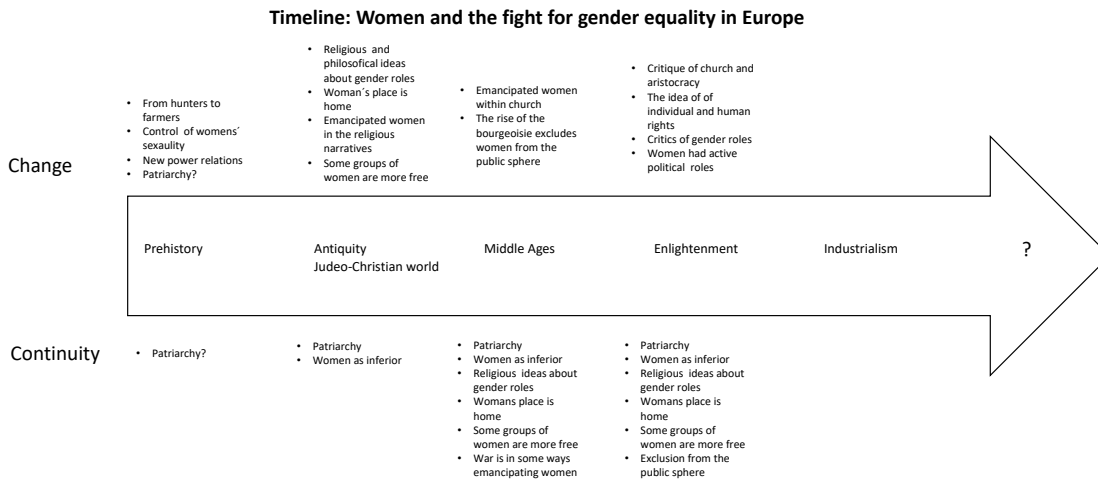 Timeline: Women and the fight for gender equality in Europe
Change
• From hunters to
farmers
• Control of womens´
sexaulity
• New power relations
• Patriarchy?
• Religious and
philosofical ideas
about gender roles
• Woman´s place is
home
• Emancipated women
in the religious
narratives
• Some groups of
women are more free
• Emancipated women
within church
• The rise of the
bourgeoisie excludes
women from the
public sphere
• Critique of church and
aristocracy
• The idea of of
individual and human
rights
• Critics of gender roles
• Women had active
political roles
Prehistory
Antiquity
Judeo-Christian world
Middle Ages
Enlightenment
Industrialism
?
Continuity
• Patriarchy?
• Patriarchy
• Women as inferior
• Patriarchy
• Women as inferior
• Religious ideas about
gender roles
• Womans place is
home
• Some groups of
women are more free
• War is in some ways
emancipating women
• Patriarchy
• Women as inferior
• Religious ideas about
gender roles
• Womans place is
home
• Some groups of
women are more free
• Exclusion from the
public sphere